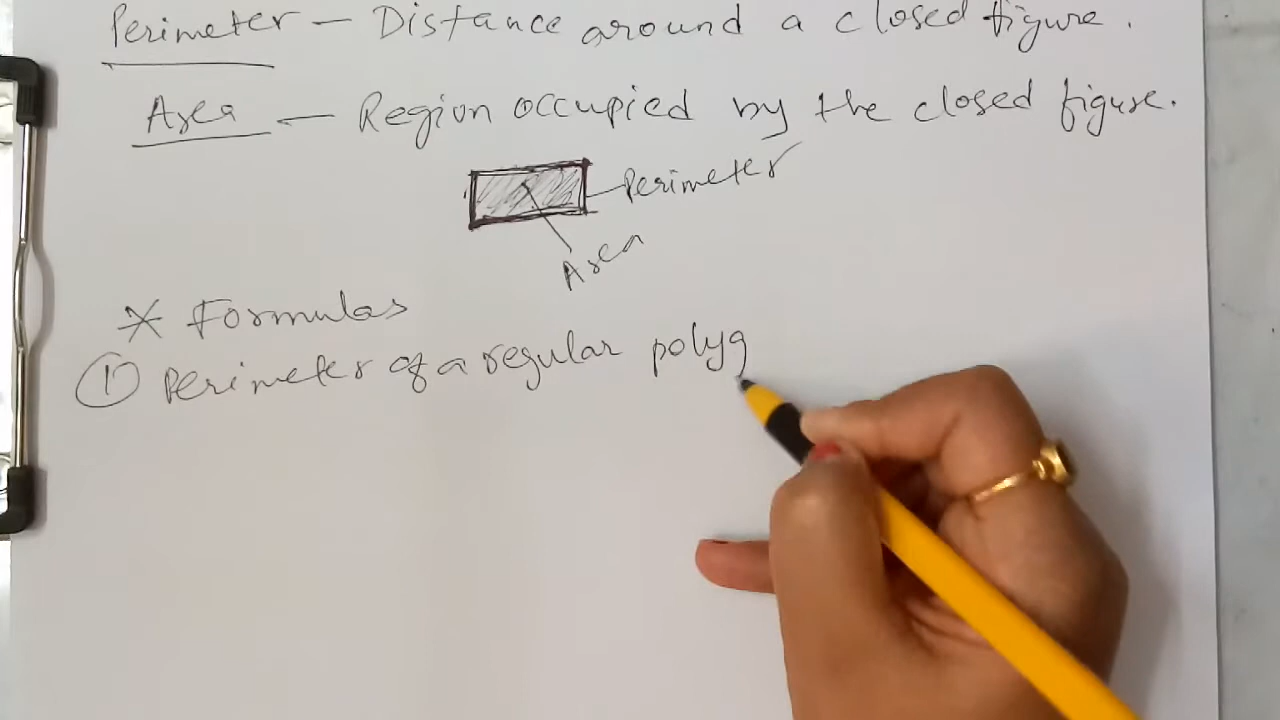 Perimeter – Distance around a closed figure.
Area – Region occupied by the closed figure.
Perimeter
Area
* Formulas
① Perimeter of a regular polyg